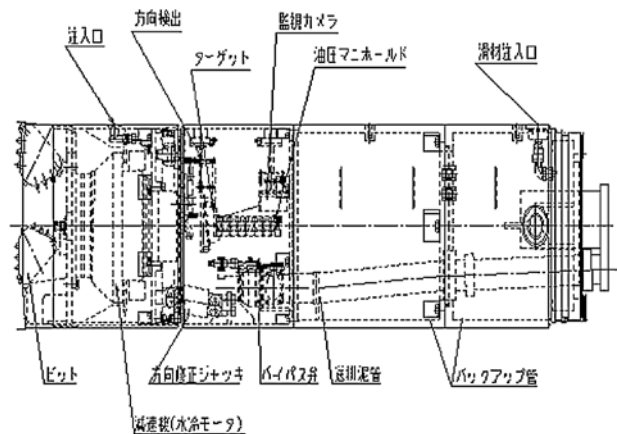 方向検出
監視カメラ
注入口
ターゲット
油圧マニホールド
滑材注入口
ビット
方向修正ジャッキ
バイパス弁
送排泥管
バックアップ管
減速機(水冷モータ)